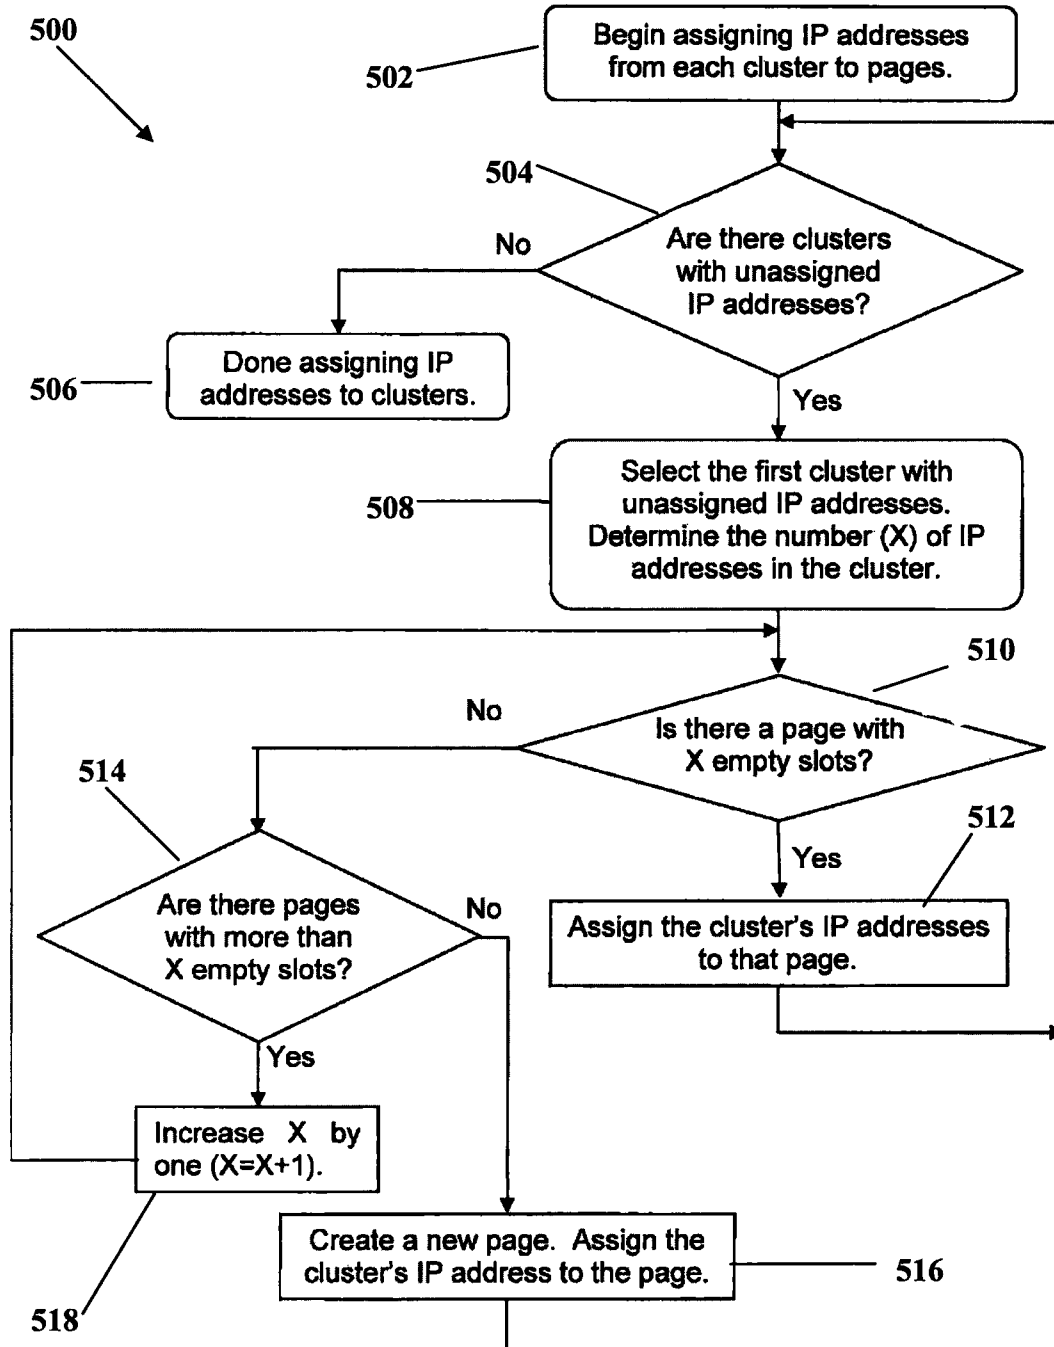 500
502
Begin assigning IP addresses
from each cluster to pages.
504
Are there clusters
with unassigned
IP addresses?
No
506
Done assigning IP
addresses to clusters.
Yes
508
Select the first cluster with
unassigned IP addresses.
Determine the number (X) of IP
addresses in the cluster.
510
Is there a page with
X empty slots?
No
514
Yes
512
Are there pages
with more than
X empty slots?
No
Assign the cluster's IP addresses
to that page.
Yes
Increase X by
one (X=X+1).
518
Create a new page. Assign the
cluster's IP address to the page.
516